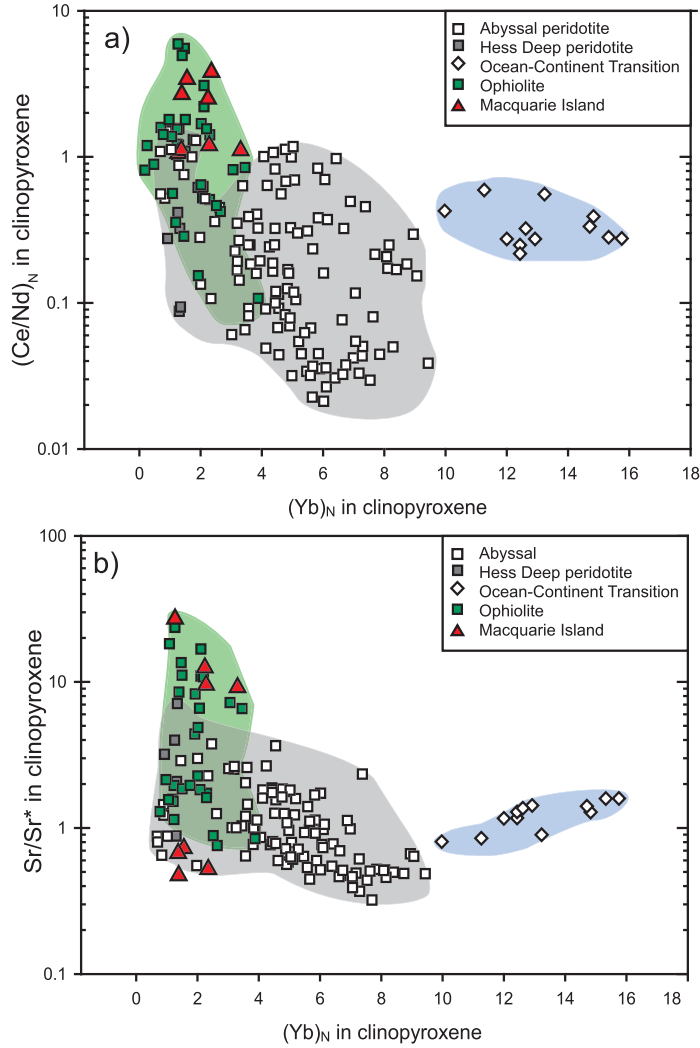 a)
Abyssal peridotite
Hess Deep peridotite
Ocean-Continent Transition
Ophiolite
Macquarie Island
10
1
0.1
0.01
(Ce/Nd)N in clinopyroxene
0 2 4 6 8 10 12 14 16 18
(Yb)N in clinopyroxene
b)
Abyssal
Hess Deep peridotite
Ocean-Continent Transition
Ophiolite
Macquarie Island
100
10
1
0.1
Sr/Sr* in clinopyroxene
0 2 4 6 8 10 12 14 16 18
(Yb)N in clinopyroxene